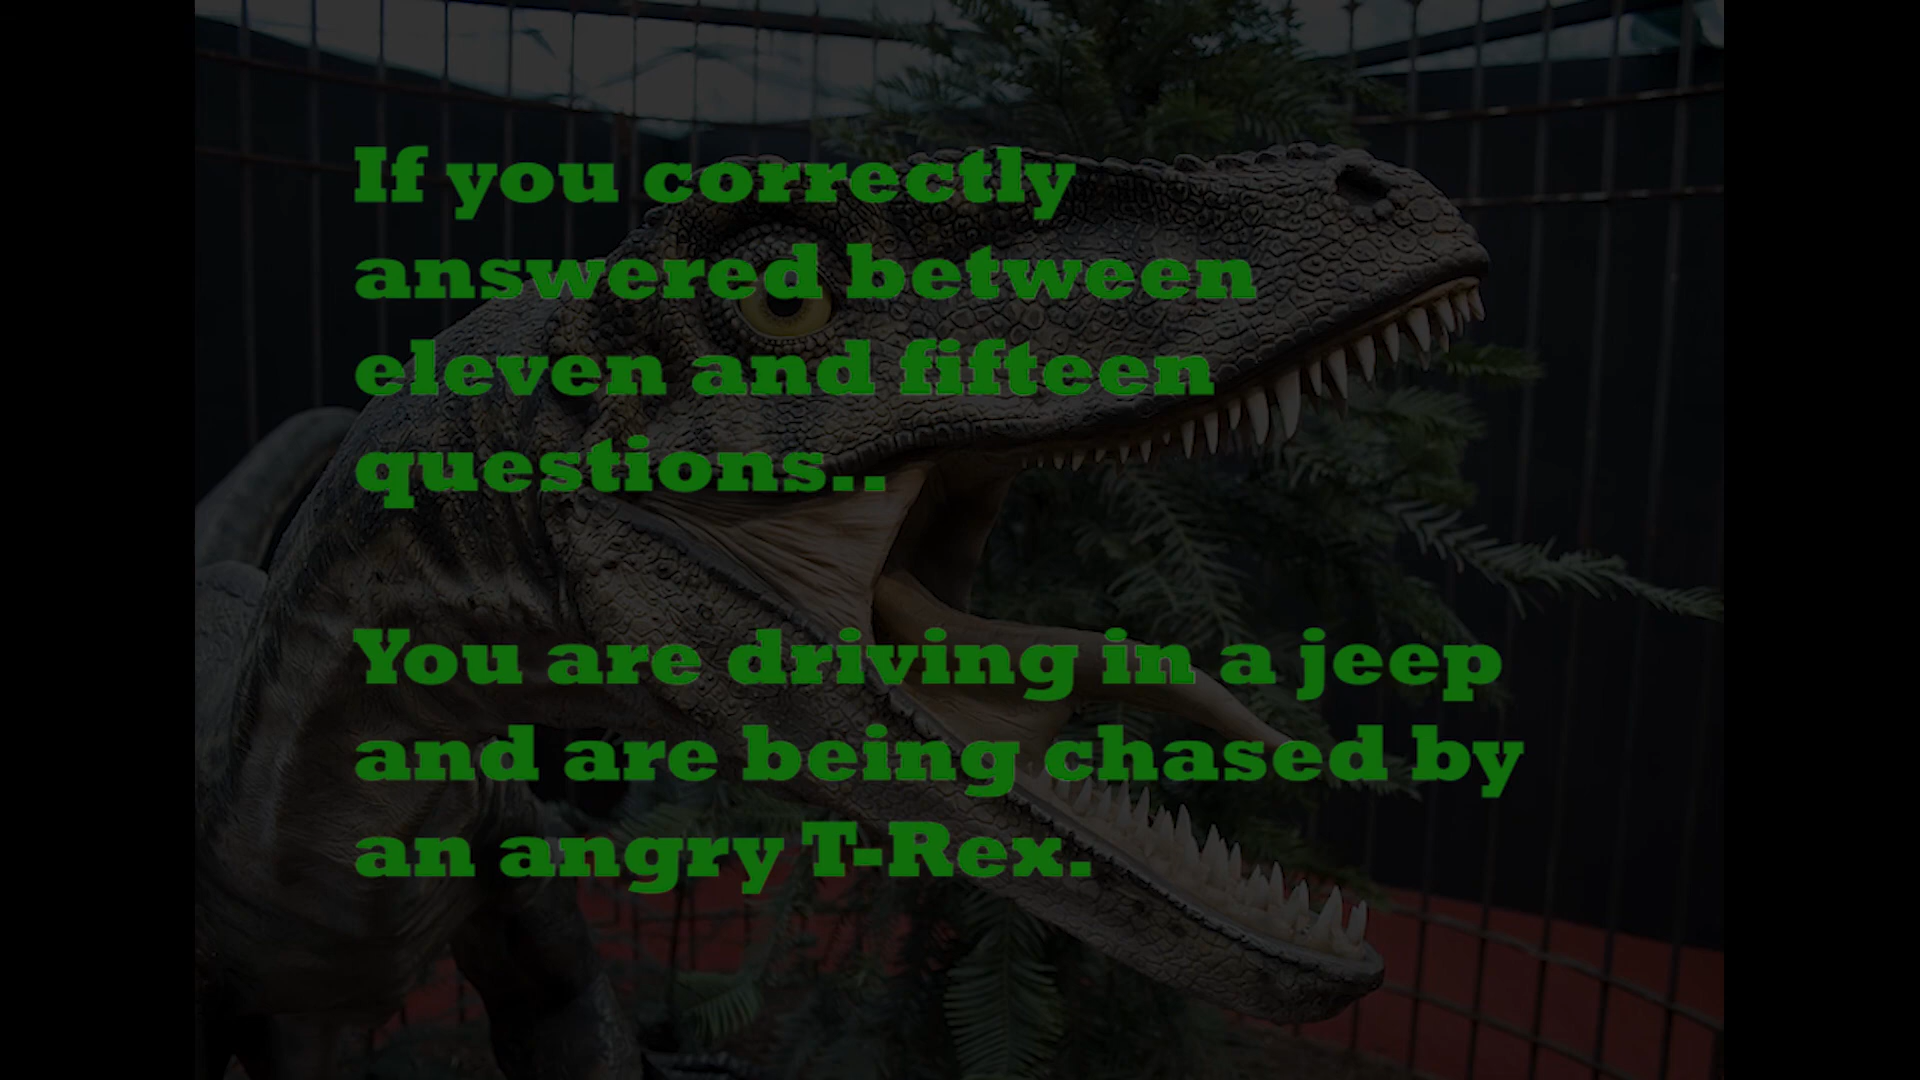 If you correctly
answered between
eleven and fifteen
questions..
You are driving in a jeep
and are being chased by
an angry T-Rex.